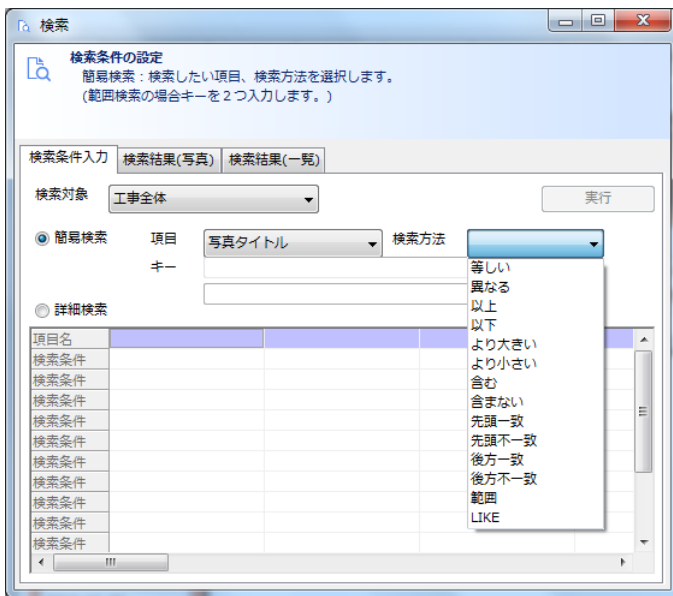 検索
検索条件の設定
簡易検索:検索したい項目、検索方法を選択します。
(範囲検索の場合キーを2つ入力します。)
検索条件入力 検索結果(写真) 検索結果(一覧)
検索対象 工事全体 実行
簡易検索 項目 写真タイトル 検索方法
キー
詳細検索
等しい
異なる
以上
以下
より大きい
より小さい
含む
含まない
先頭一致
先頭不一致
後方一致
後方不一致
範囲
LIKE
項目名
検索条件
検索条件
検索条件
検索条件
検索条件
検索条件
検索条件
検索条件
検索条件
検索条件